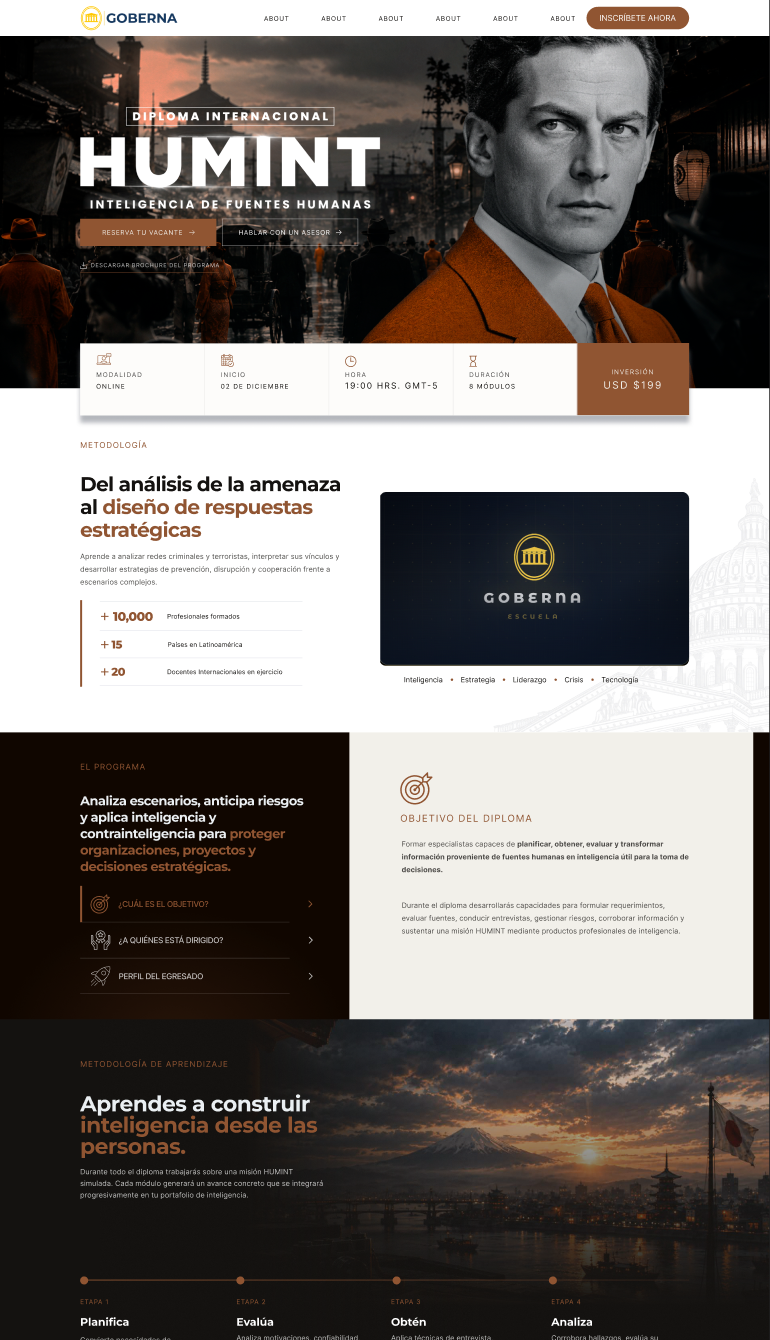 GOBERNA
ABOUT ABOUT ABOUT ABOUT ABOUT ABOUT
INSCRÍBETE AHORA
DIPLOMA INTERNACIONAL
HUMINT
INTELIGENCIA DE FUENTES HUMANAS
RESERVA TU VACANTE →
HABLAR CON UN ASESOR →
DESCARGAR BROCHURE DEL PROGRAMA
MODALIDAD
ONLINE
INICIO
02 DE DICIEMBRE
HORA
19:00 HRS. GMT-5
DURACIÓN
8 MÓDULOS
INVERSIÓN
USD $199
METODOLOGÍA
Del análisis de la amenaza
al diseño de respuestas
estratégicas
Aprende a analizar redes criminales y terroristas, interpretar sus vínculos y
desarrollar estrategias de prevención, disrupción y cooperación frente a
escenarios complejos.
+ 10,000 Profesionales formados
+ 15 Países en Latinoamérica
+ 20 Docentes Internacionales en ejercicio
GOBERNA
ESCUELA
Inteligencia • Estrategia • Liderazgo • Crisis • Tecnología
EL PROGRAMA
Analiza escenarios, anticipa riesgos
y aplica inteligencia y
contrainteligencia para proteger
organizaciones, proyectos y
decisiones estratégicas.
¿CUÁL ES EL OBJETIVO?
¿A QUIÉNES ESTÁ DIRIGIDO?
PERFIL DEL EGRESADO
OBJETIVO DEL DIPLOMA
Formar especialistas capaces de planificar, obtener, evaluar y transformar
información proveniente de fuentes humanas en inteligencia útil para la toma de
decisiones.
Durante el diploma desarrollarás capacidades para formular requerimientos,
evaluar fuentes, conducir entrevistas, gestionar riesgos, corroborar información y
sustentar una misión HUMINT mediante productos profesionales de inteligencia.
METODOLOGÍA DE APRENDIZAJE
Aprendes a construir
inteligencia desde las
personas.
Durante todo el diploma trabajarás sobre una misión HUMINT
simulada. Cada módulo generará un avance concreto que se integrará
progresivamente en tu portafolio de inteligencia.
ETAPA 1
Planifica
Convierte necesidades de
ETAPA 2
Evalúa
Analiza motivaciones, confiabilidad,
ETAPA 3
Obtén
Aplica técnicas de entrevista,
ETAPA 4
Analiza
Corrobora hallazgos, evalúa su